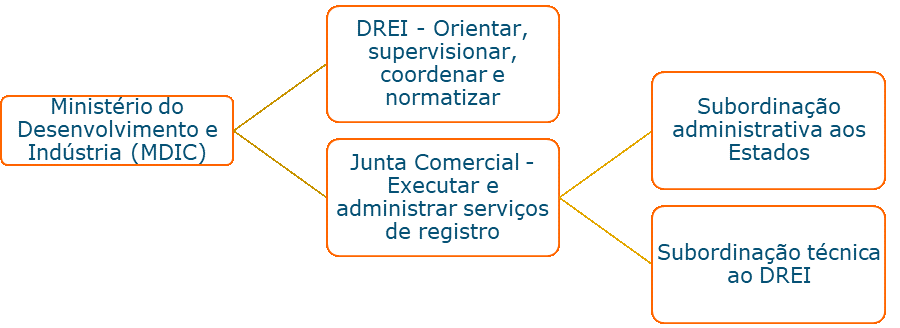 Ministério do
Desenvolvimento e
Indústria (MDIC)
DREI - Orientar,
supervisionar,
coordenar e
normatizar
Junta Comercial -
Executar e
administrar serviços
de registro
Subordinação
administrativa aos
Estados
Subordinação técnica
ao DREI